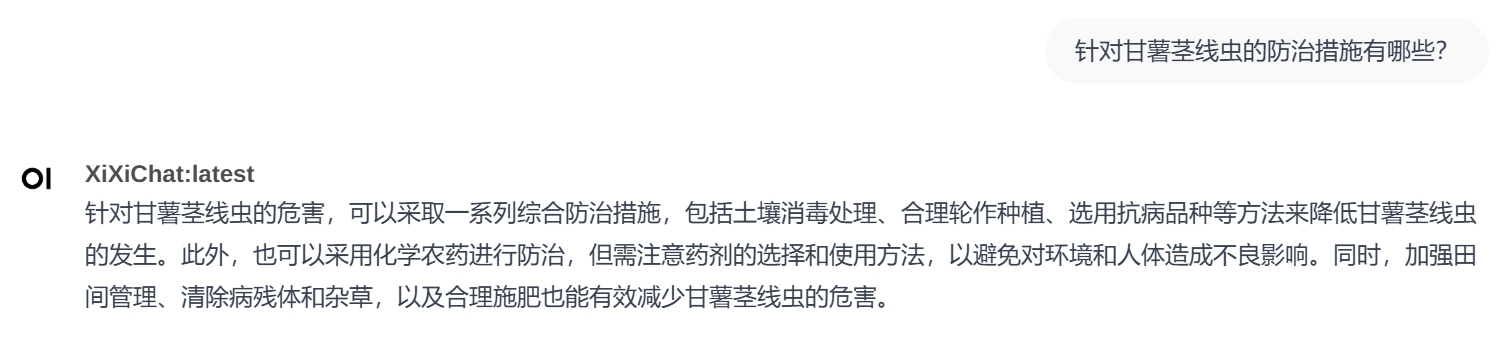 针对甘薯茎线虫的防治措施有哪些？
OI
XiXiChat:latest
针对甘薯茎线虫的危害，可以采取一系列综合防治措施，包括土壤消毒处理、合理轮作种植、选用抗病品种等方法来降低甘薯茎线虫
的发生。此外，也可以采用化学农药进行防治，但需注意药剂的选择和使用方法，以避免对环境和人体造成不良影响。同时，加强田
间管理、清除病残体和杂草，以及合理施肥也能有效减少甘薯茎线虫的危害。